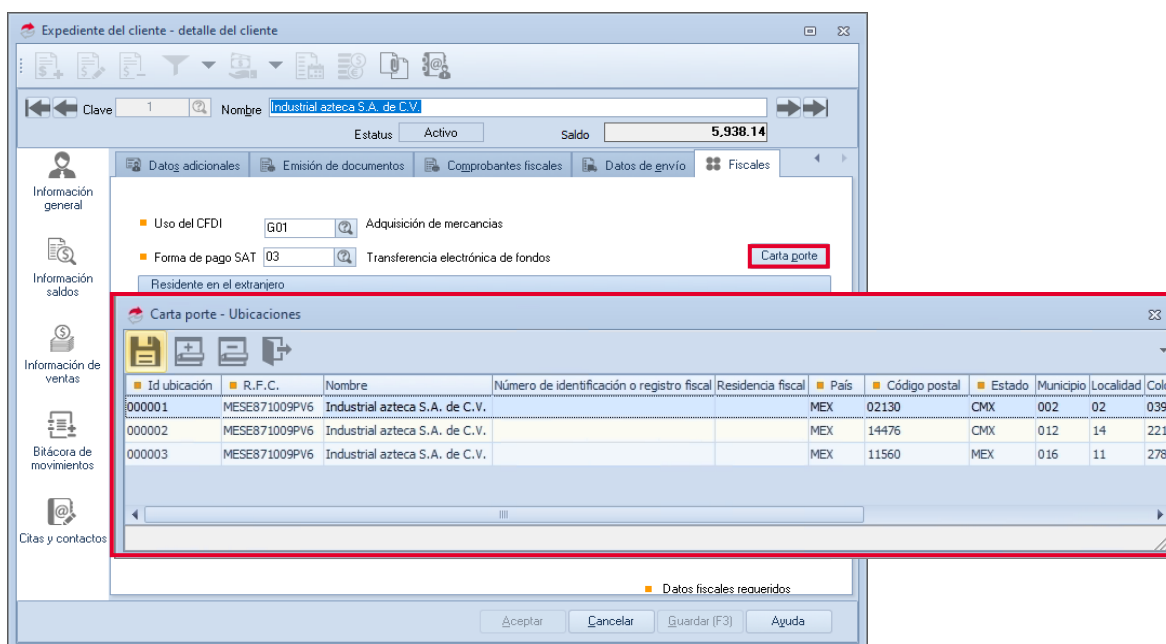 Expediente del cliente - detalle del cliente
Clave 1 Nombre Industrial azteca S.A. de C.V.
Estatus Activo Saldo 5,938.14
Información general
Información saldos
Información de ventas
Bitácora de movimientos
Citas y contactos
Datos adicionales Emisión de documentos Comprobantes fiscales Datos de envío Fiscales
Uso del CFDI G01 Adquisición de mercancias
Forma de pago SAT 03 Transferencia electrónica de fondos Carta porte
Residente en el extranjero
Carta porte - Ubicaciones
Id ubicación R.F.C. Nombre Número de identificación o registro fiscal Residencia fiscal País Código postal Estado Municipio Localidad Colo
000001 MESE871009PV6 Industrial azteca S.A. de C.V. MEX 02130 CMX 002 02 039
000002 MESE871009PV6 Industrial azteca S.A. de C.V. MEX 14476 CMX 012 14 221
000003 MESE871009PV6 Industrial azteca S.A. de C.V. MEX 11560 MEX 016 11 278
Datos fiscales requeridos
Aceptar Cancelar Guardar (F3) Ayuda